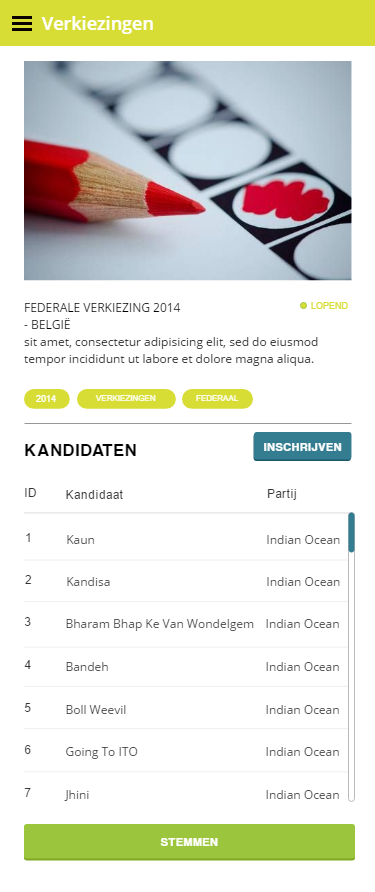 Verkiezingen
FEDERALE VERKIEZING 2014
- BELGIË
LOPEND
sit amet, consectetur adipisicing elit, sed do eiusmod
tempor incididunt ut labore et dolore magna aliqua.
2014 VERKIEZINGEN FEDERAAL
KANDIDATEN INSCHRIJVEN
ID Kandidaat Partij
1 Kaun Indian Ocean
2 Kandisa Indian Ocean
3 Bharam Bhap Ke Van Wondelgem Indian Ocean
4 Bandeh Indian Ocean
5 Boll Weevil Indian Ocean
6 Going To ITO Indian Ocean
7 Jhini Indian Ocean
STEMMEN